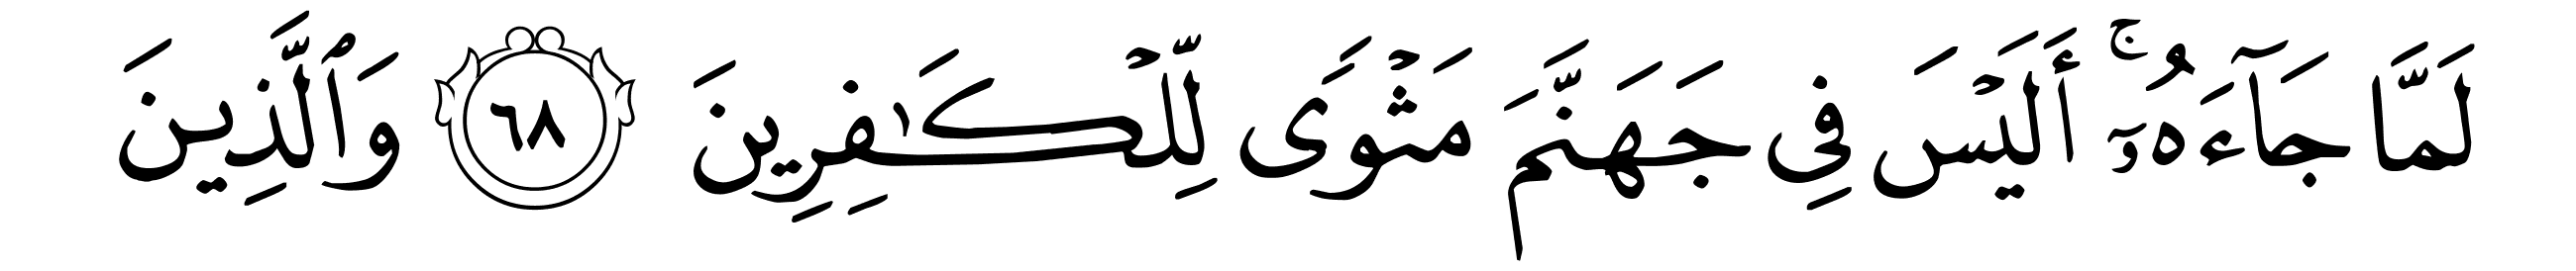 لَمَّا جَآءَهُۥٓ ۚ أَلَيْسَ فِى جَهَنَّمَ مَثْوًى لِّلْكَـٰفِرِينَ ٦٨ وَٱلَّذِينَ